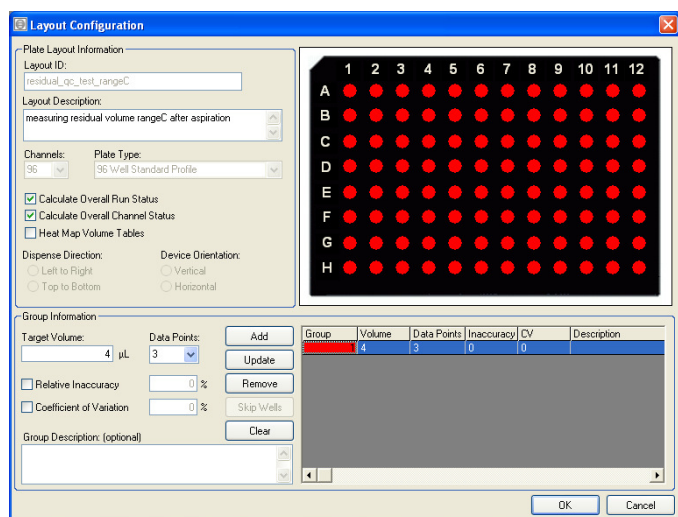 Layout Configuration
Plate Layout Information
Layout ID:
residual_qc_test_rangeC
Layout Description:
measuring residual volume rangeC after aspiration
Channels: Plate Type:
96 96 Well Standard Profile
Calculate Overall Run Status
Calculate Overall Channel Status
Heat Map Volume Tables
Dispense Direction: Device Orientation:
Left to Right Vertical
Top to Bottom Horizontal
1 2 3 4 5 6 7 8 9 10 11 12
A
B
C
D
E
F
G
H
Group Information
Target Volume: Data Points:
4 µL 3
Relative Inaccuracy 0 %
Coefficient of Variation 0 %
Group Description: (optional)
Add
Update
Remove
Skip Wells
Clear
Group Volume Data Points Inaccuracy CV Description
1 4 3 0 0
OK Cancel